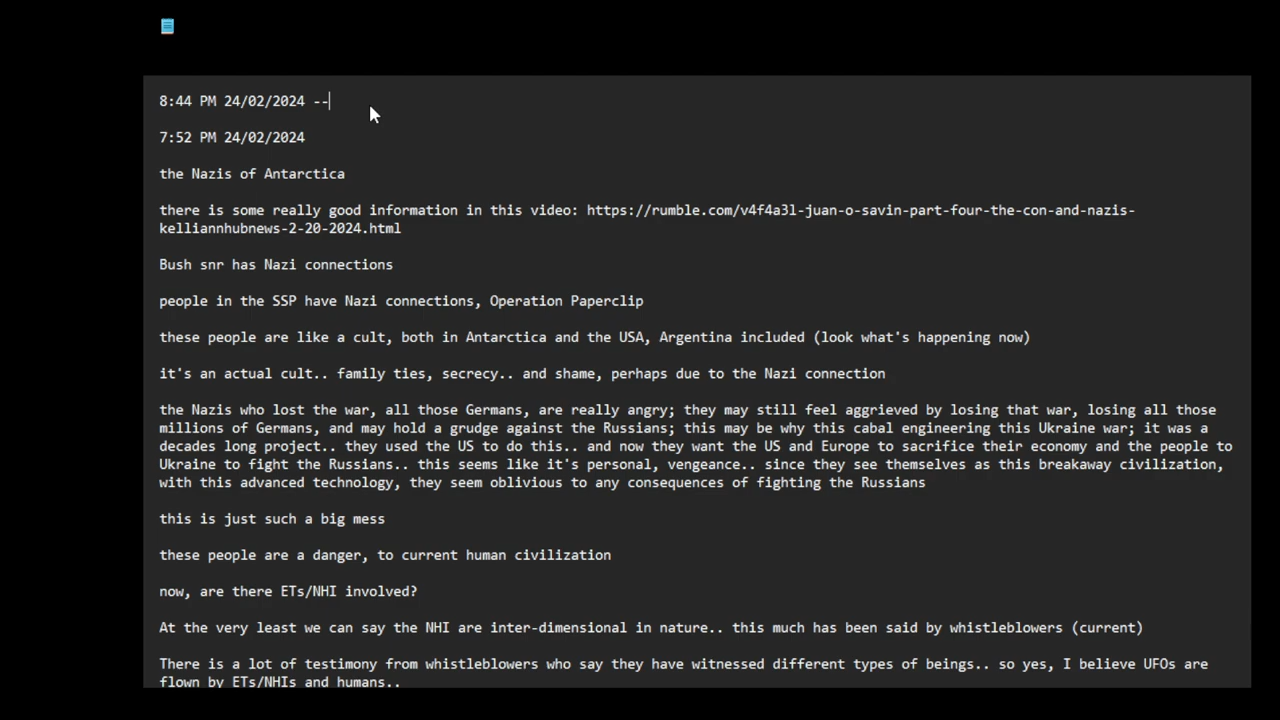 8:44 PM 24/02/2024 --
7:52 PM 24/02/2024
the Nazis of Antarctica
there is some really good information in this video: https://rumble.com/v4f4a3l-juan-o-savin-part-four-the-con-and-nazis-
kelliannhubnews-2-20-2024.html
Bush snr has Nazi connections
people in the SSP have Nazi connections, Operation Paperclip
these people are like a cult, both in Antarctica and the USA, Argentina included (look what's happening now)
it's an actual cult.. family ties, secrecy.. and shame, perhaps due to the Nazi connection
the Nazis who lost the war, all those Germans, are really angry; they may still feel aggrieved by losing that war, losing all those
millions of Germans, and may hold a grudge against the Russians; this may be why this cabal engineering this Ukraine war; it was a
decades long project.. they used the US to do this.. and now they want the US and Europe to sacrifice their economy and the people to
Ukraine to fight the Russians.. this seems like it's personal, vengeance.. since they see themselves as this breakaway civilization,
with this advanced technology, they seem oblivious to any consequences of fighting the Russians
this is just such a big mess
these people are a danger, to current human civilization
now, are there ETs/NHI involved?
At the very least we can say the NHI are inter-dimensional in nature.. this much has been said by whistleblowers (current)
There is a lot of testimony from whistleblowers who say they have witnessed different types of beings.. so yes, I believe UFOs are
flown by ETs/NHIs and humans..